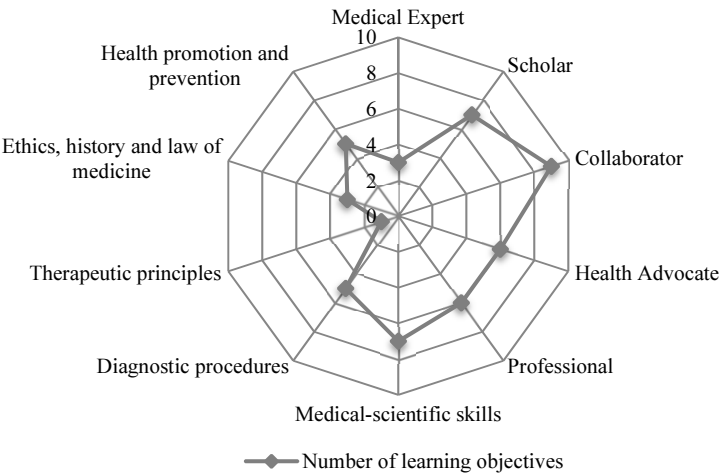 Medical Expert
10
Health promotion and
prevention
Scholar
8
6
Ethics, history and law of
medicine
4
Collaborator
2
0
Therapeutic principles
Health Advocate
Diagnostic procedures
Professional
Medical-scientific skills
Number of learning objectives